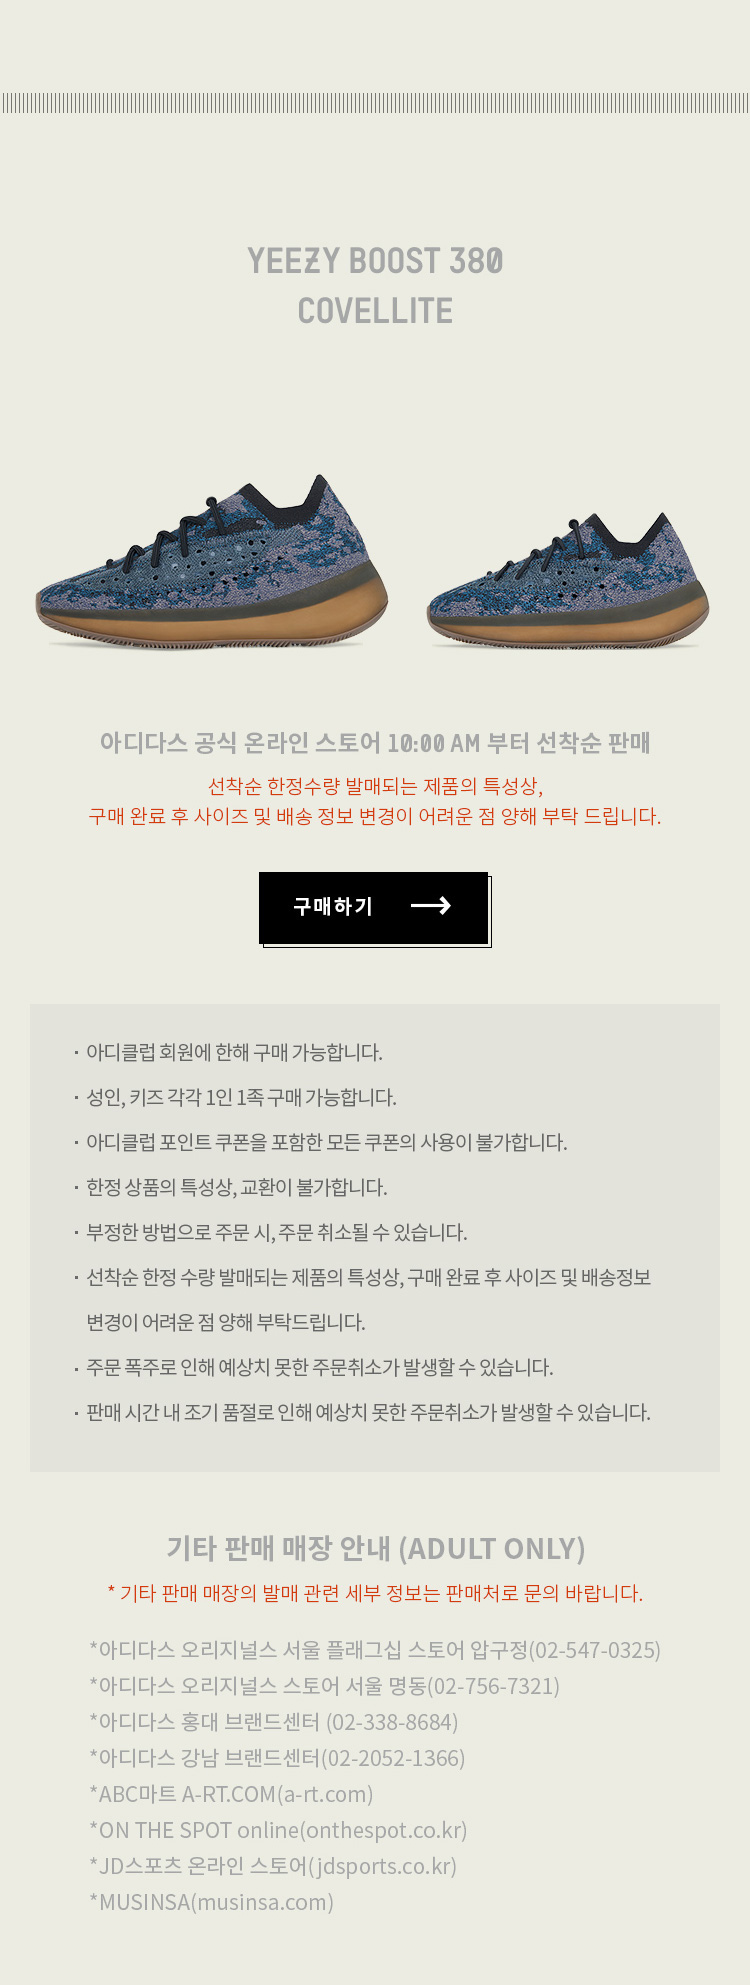 YEEZY BOOST 380
COVELLITE
아디다스 공식 온라인 스토어 10:00 AM 부터 선착순 판매
선착순 한정수량 발매되는 제품의 특성상,
구매 완료 후 사이즈 및 배송 정보 변경이 어려운 점 양해 부탁 드립니다.
구매하기 →
· 아디클럽 회원에 한해 구매 가능합니다.
· 성인, 키즈 각각 1인 1족 구매 가능합니다.
· 아디클럽 포인트 쿠폰을 포함한 모든 쿠폰의 사용이 불가합니다.
· 한정 상품의 특성상, 교환이 불가합니다.
· 부정한 방법으로 주문 시, 주문 취소될 수 있습니다.
· 선착순 한정 수량 발매되는 제품의 특성상, 구매 완료 후 사이즈 및 배송정보
변경이 어려운 점 양해 부탁드립니다.
· 주문 폭주로 인해 예상치 못한 주문취소가 발생할 수 있습니다.
· 판매 시간 내 조기 품절로 인해 예상치 못한 주문취소가 발생할 수 있습니다.
기타 판매 매장 안내 (ADULT ONLY)
* 기타 판매 매장의 발매 관련 세부 정보는 판매처로 문의 바랍니다.
*아디다스 오리지널스 서울 플래그십 스토어 압구정(02-547-0325)
*아디다스 오리지널스 스토어 서울 명동(02-756-7321)
*아디다스 홍대 브랜드센터 (02-338-8684)
*아디다스 강남 브랜드센터(02-2052-1366)
*ABC마트 A-RT.COM(a-rt.com)
*ON THE SPOT online(onthespot.co.kr)
*JD스포츠 온라인 스토어(jdsports.co.kr)
*MUSINSA(musinsa.com)